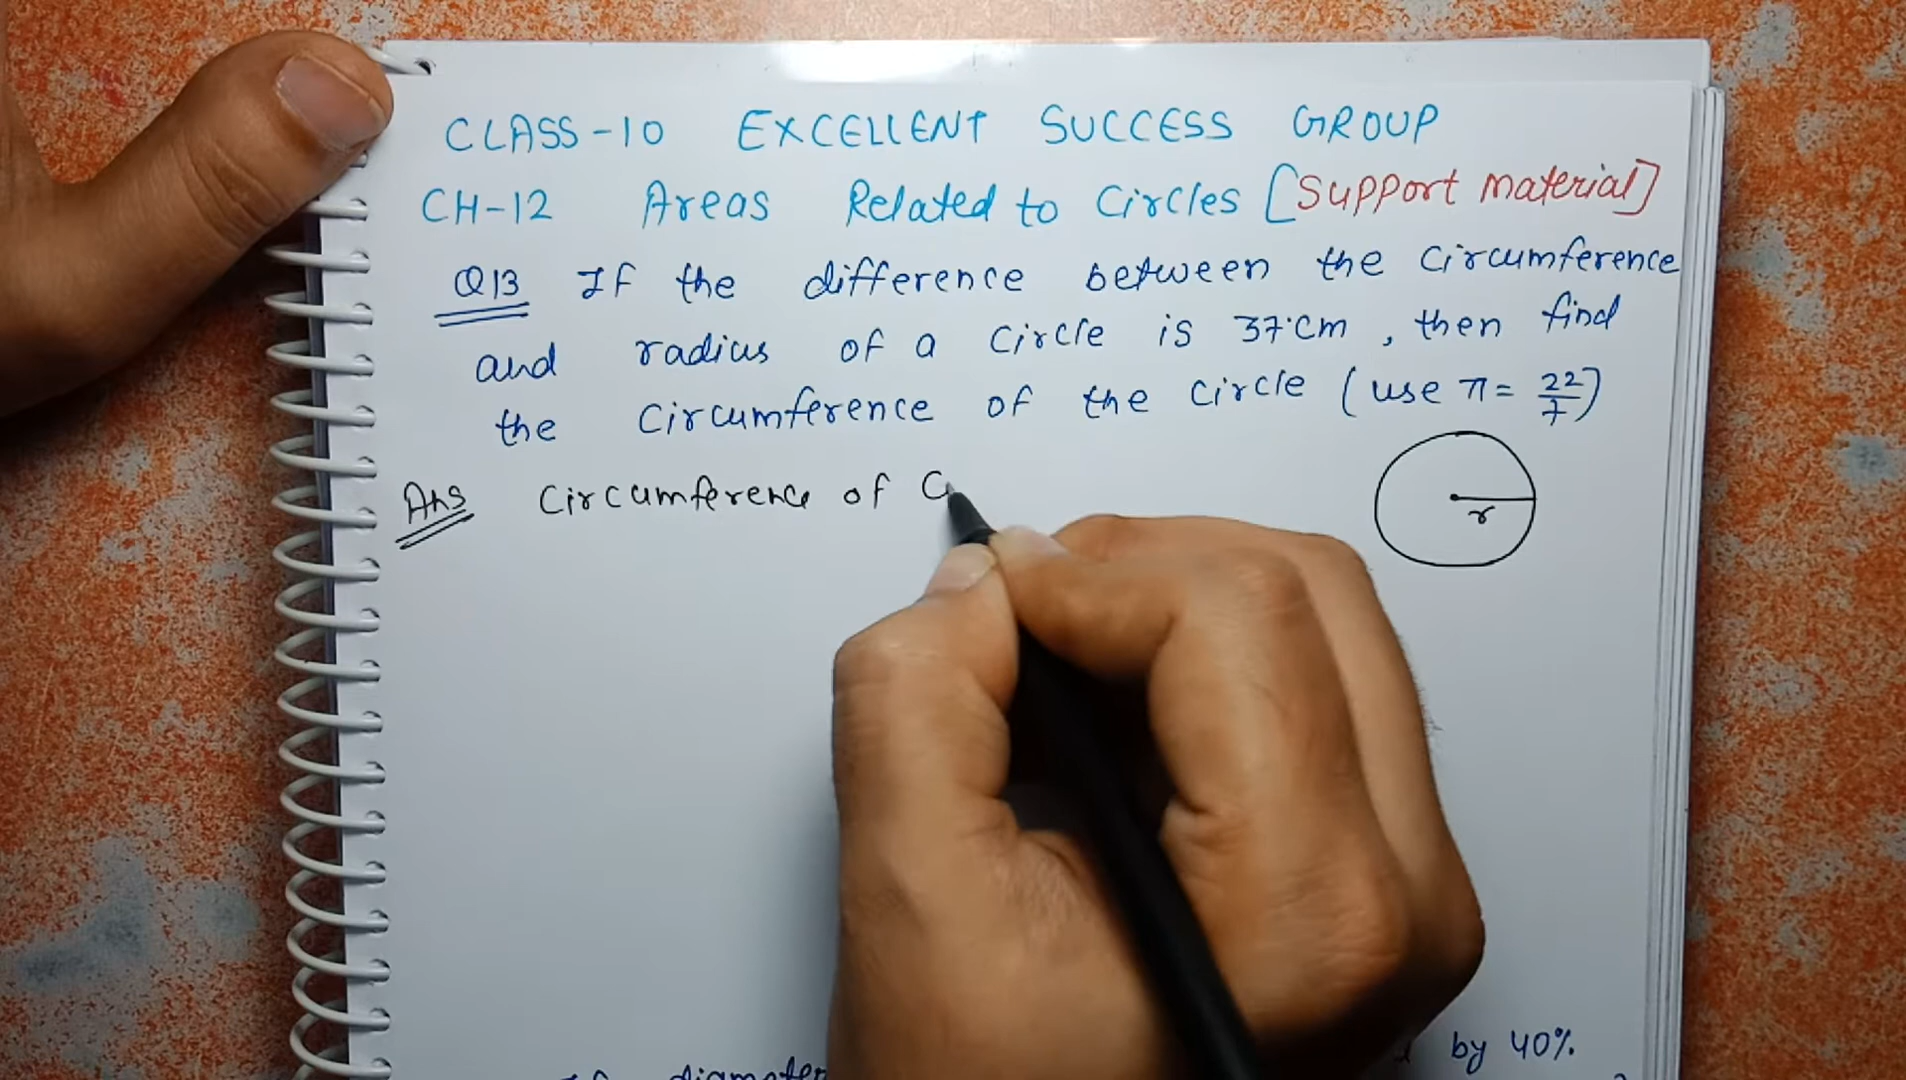 CLASS-10 EXCELLENT SUCCESS GROUP
CH-12 Areas Related to Circles [Support material]
Q13 If the difference between the circumference
and radius of a circle is 37cm, then find
the circumference of the circle (use π = 22/7)
Ans Circumference of C
r
by 40%
If diameter